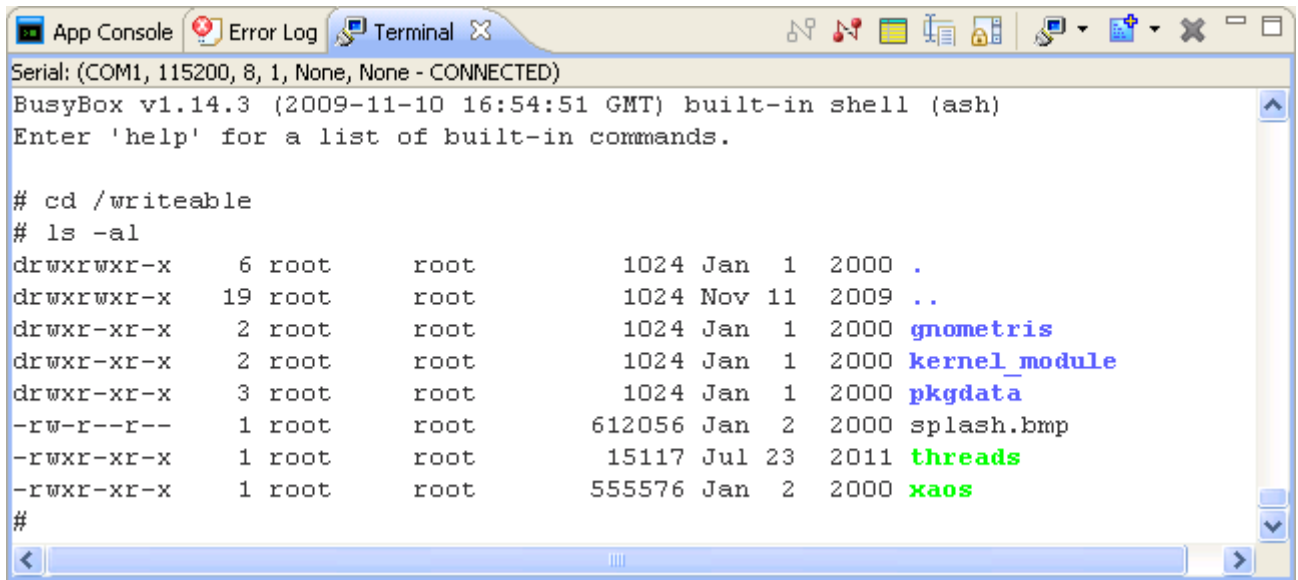 App Console Error Log Terminal
Serial: (COM1, 115200, 8, 1, None, None - CONNECTED)
BusyBox v1.14.3 (2009-11-10 16:54:51 GMT) built-in shell (ash)
Enter 'help' for a list of built-in commands.
# cd /writeable
# ls -al
drwxrwxr-x    6 root     root         1024 Jan  1  2000 .
drwxrwxr-x   19 root     root         1024 Nov 11  2009 ..
drwxr-xr-x    2 root     root         1024 Jan  1  2000 gnometris
drwxr-xr-x    2 root     root         1024 Jan  1  2000 kernel_module
drwxr-xr-x    3 root     root         1024 Jan  1  2000 pkgdata
-rw-r--r--    1 root     root       612056 Jan  2  2000 splash.bmp
-rwxr-xr-x    1 root     root        15117 Jul 23  2011 threads
-rwxr-xr-x    1 root     root       555576 Jan  2  2000 xaos
#